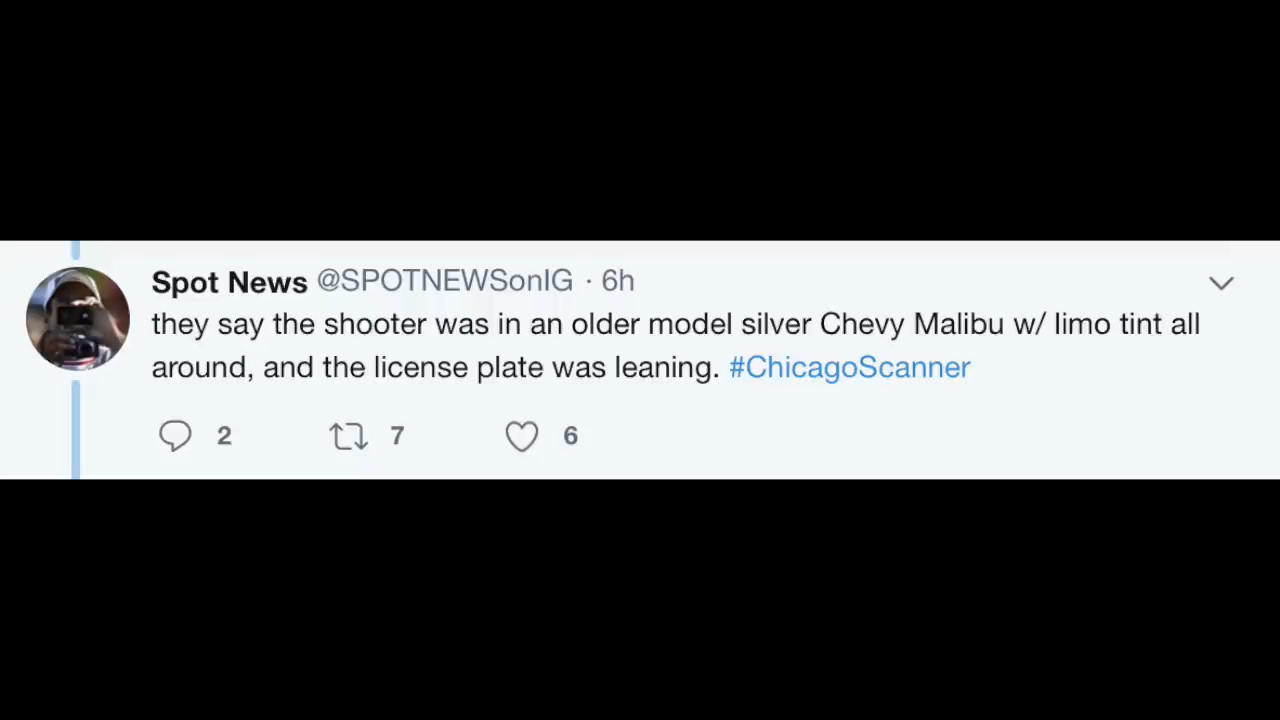 Spot News @SPOTNEWSonIG · 6h
they say the shooter was in an older model silver Chevy Malibu w/ limo tint all
around, and the license plate was leaning. #ChicagoScanner
2 7 6